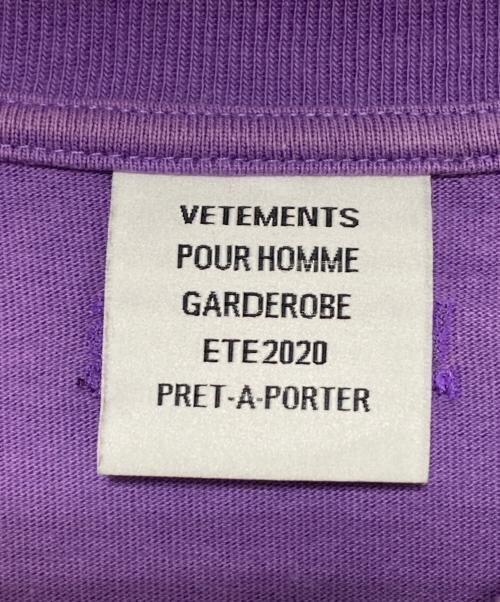 VETEMENTS
POUR HOMME
GARDEROBE
ETE2020
PRET-A-PORTER